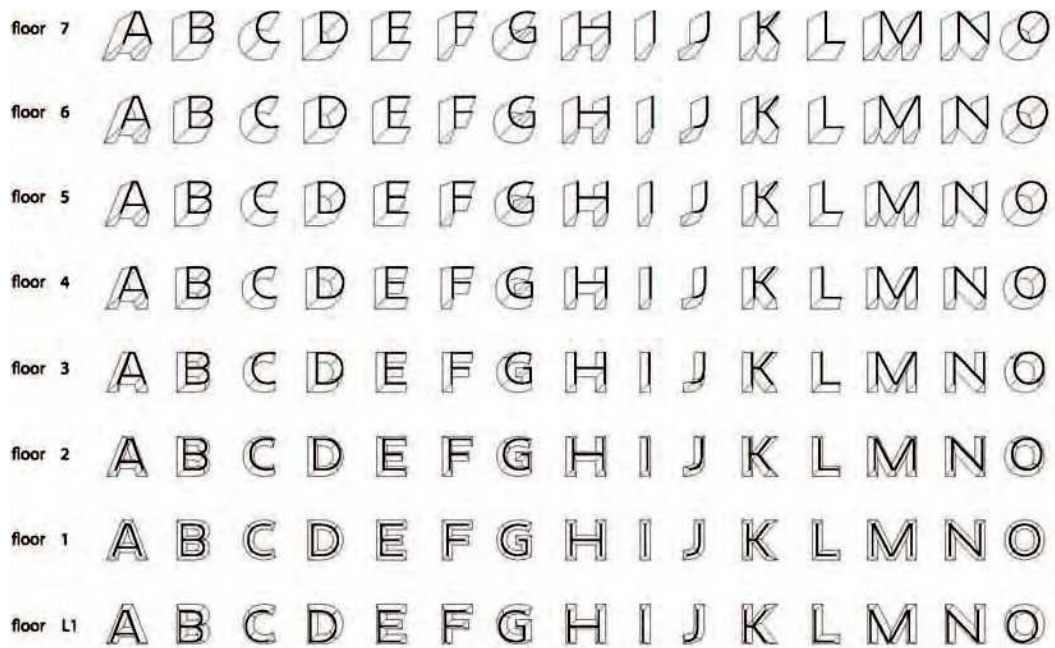 floor 7 A B C D E F G H I J K L M N O
floor 6 A B C D E F G H I J K L M N O
floor 5 A B C D E F G H I J K L M N O
floor 4 A B C D E F G H I J K L M N O
floor 3 A B C D E F G H I J K L M N O
floor 2 A B C D E F G H I J K L M N O
floor 1 A B C D E F G H I J K L M N O
floor L1 A B C D E F G H I J K L M N O